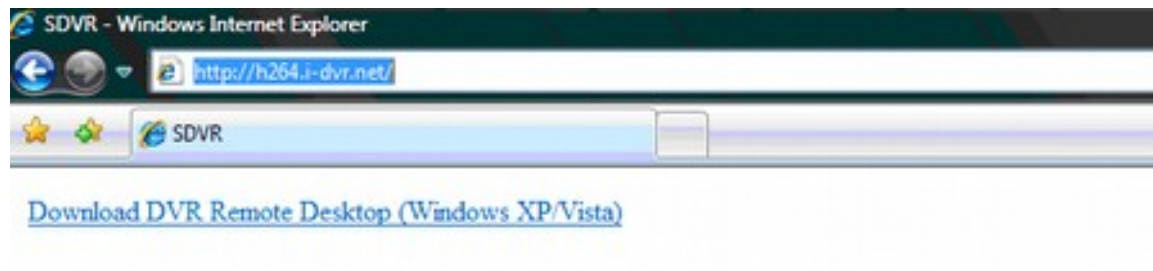 SDVR - Windows Internet Explorer
http://h264.i-dvr.net/
SDVR
Download DVR Remote Desktop (Windows XP/Vista)